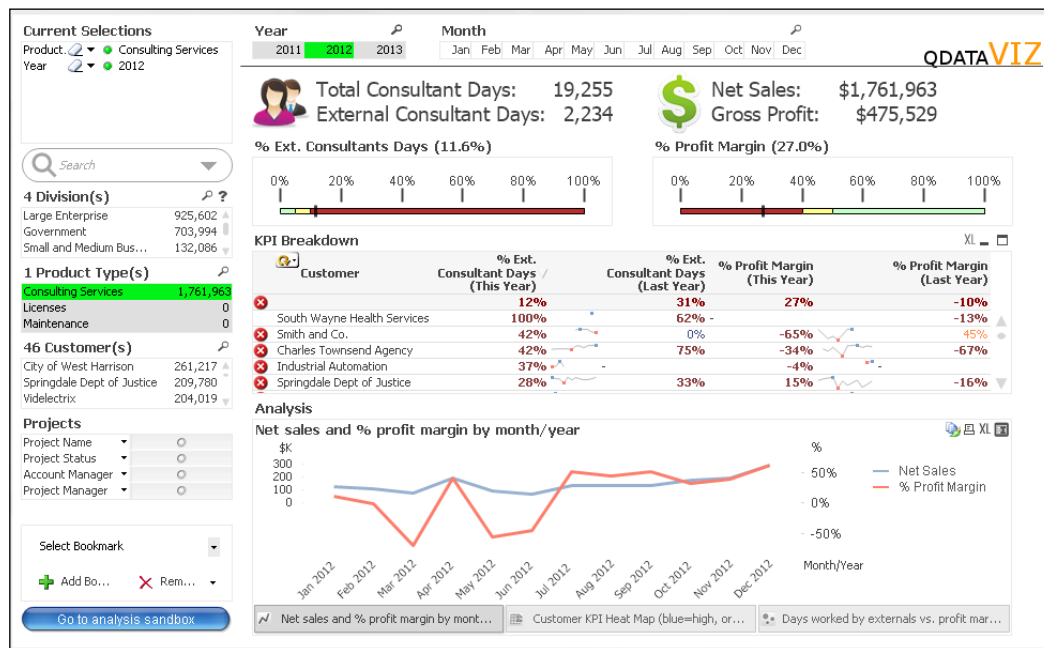 Current Selections
Product. Consulting Services
Year 2012
Year
2011 2012 2013
Month
Jan Feb Mar Apr May Jun Jul Aug Sep Oct Nov Dec
QDATAVIZ
Total Consultant Days: 19,255
External Consultant Days: 2,234
Net Sales: $1,761,963
Gross Profit: $475,529
Search
4 Division(s) ?
Large Enterprise 925,602
Government 703,994
Small and Medium Bus... 132,086
1 Product Type(s)
Consulting Services 1,761,963
Licenses 0
Maintenance 0
46 Customer(s)
City of West Harrison 261,217
Springdale Dept of Justice 209,780
Videlectrix 204,019
Projects
Project Name
Project Status
Account Manager
Project Manager
Select Bookmark
Add Bo... Rem...
Go to analysis sandbox
% Ext. Consultants Days (11.6%)
0% 20% 40% 60% 80% 100%
% Profit Margin (27.0%)
0% 20% 40% 60% 80% 100%
KPI Breakdown XL
Customer
% Ext.
Consultant Days /
(This Year)
% Ext.
Consultant Days
(Last Year)
% Profit Margin
(This Year)
% Profit Margin
(Last Year)
12% 31% 27% -10%
South Wayne Health Services 100% 62% - -13%
Smith and Co. 42% 0% -65% 45%
Charles Townsend Agency 42% 75% -34% -67%
Industrial Automation 37% - -4% -
Springdale Dept of Justice 28% 33% 15% -16%
Analysis
Net sales and % profit margin by month/year XL
$K
300
200
100
0
%
50%
0%
-50%
Net Sales
% Profit Margin
Jan 2012 Feb 2012 Mar 2012 Apr 2012 May 2012 Jun 2012 Jul 2012 Aug 2012 Sep 2012 Oct 2012 Nov 2012 Dec 2012
Month/Year
Net sales and % profit margin by mont...
Customer KPI Heat Map (blue=high, or...
Days worked by externals vs. profit mar...